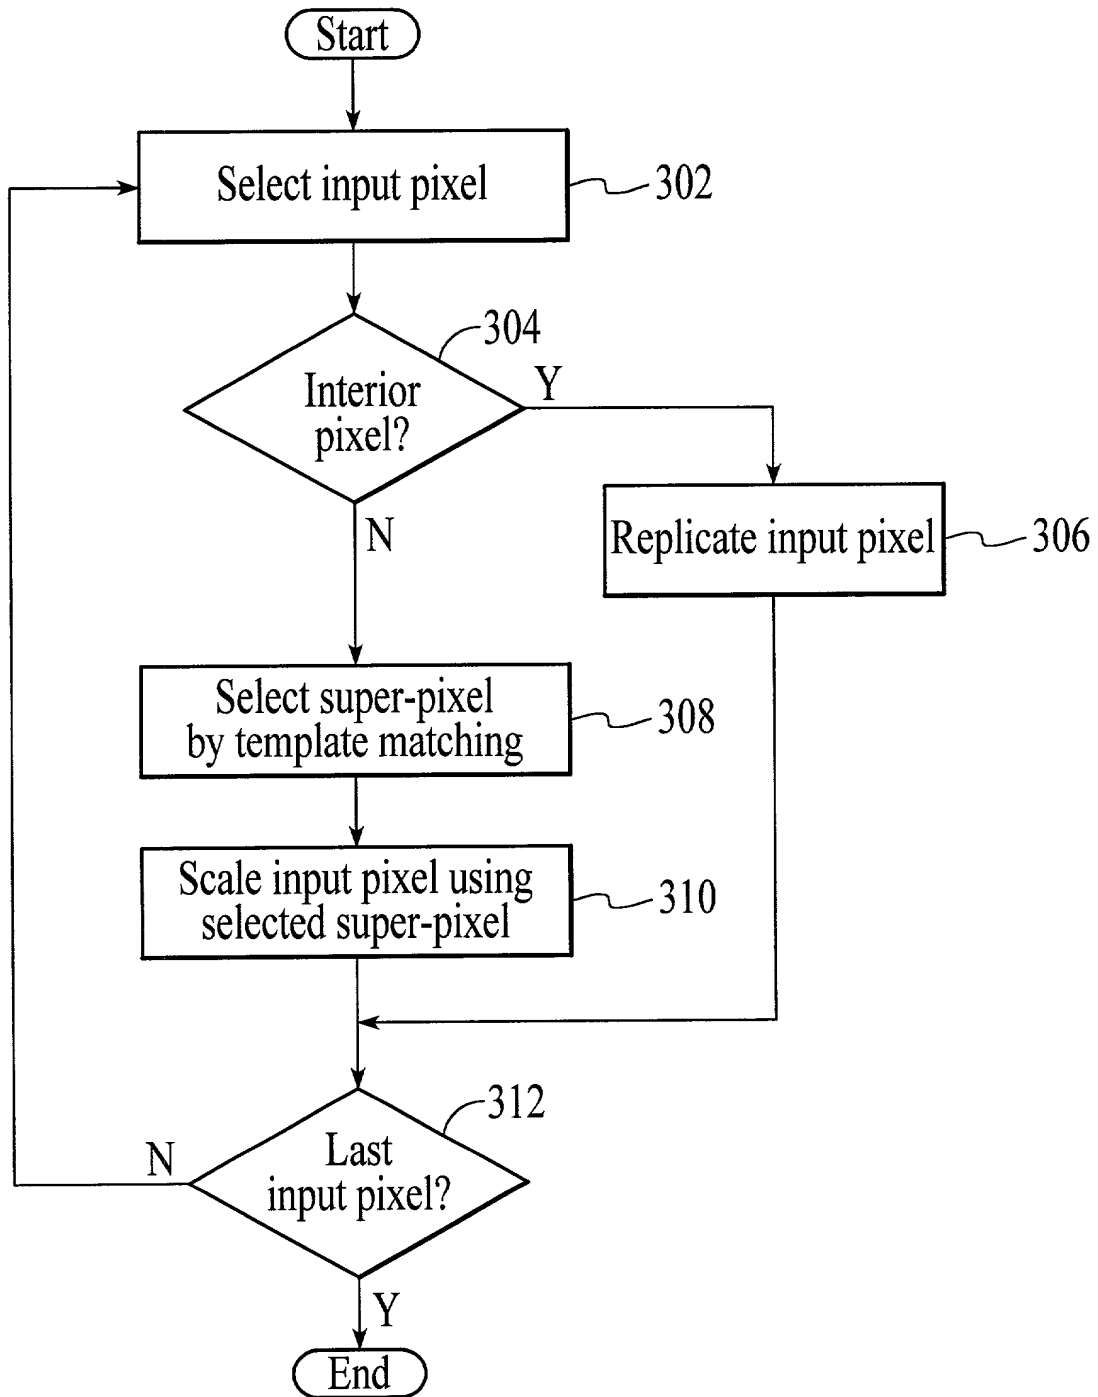 Start
Select input pixel
302
304
Interior
pixel?
Y
N
Replicate input pixel
306
Select super-pixel
by template matching
308
Scale input pixel using
selected super-pixel
310
312
Last
input pixel?
N
Y
End